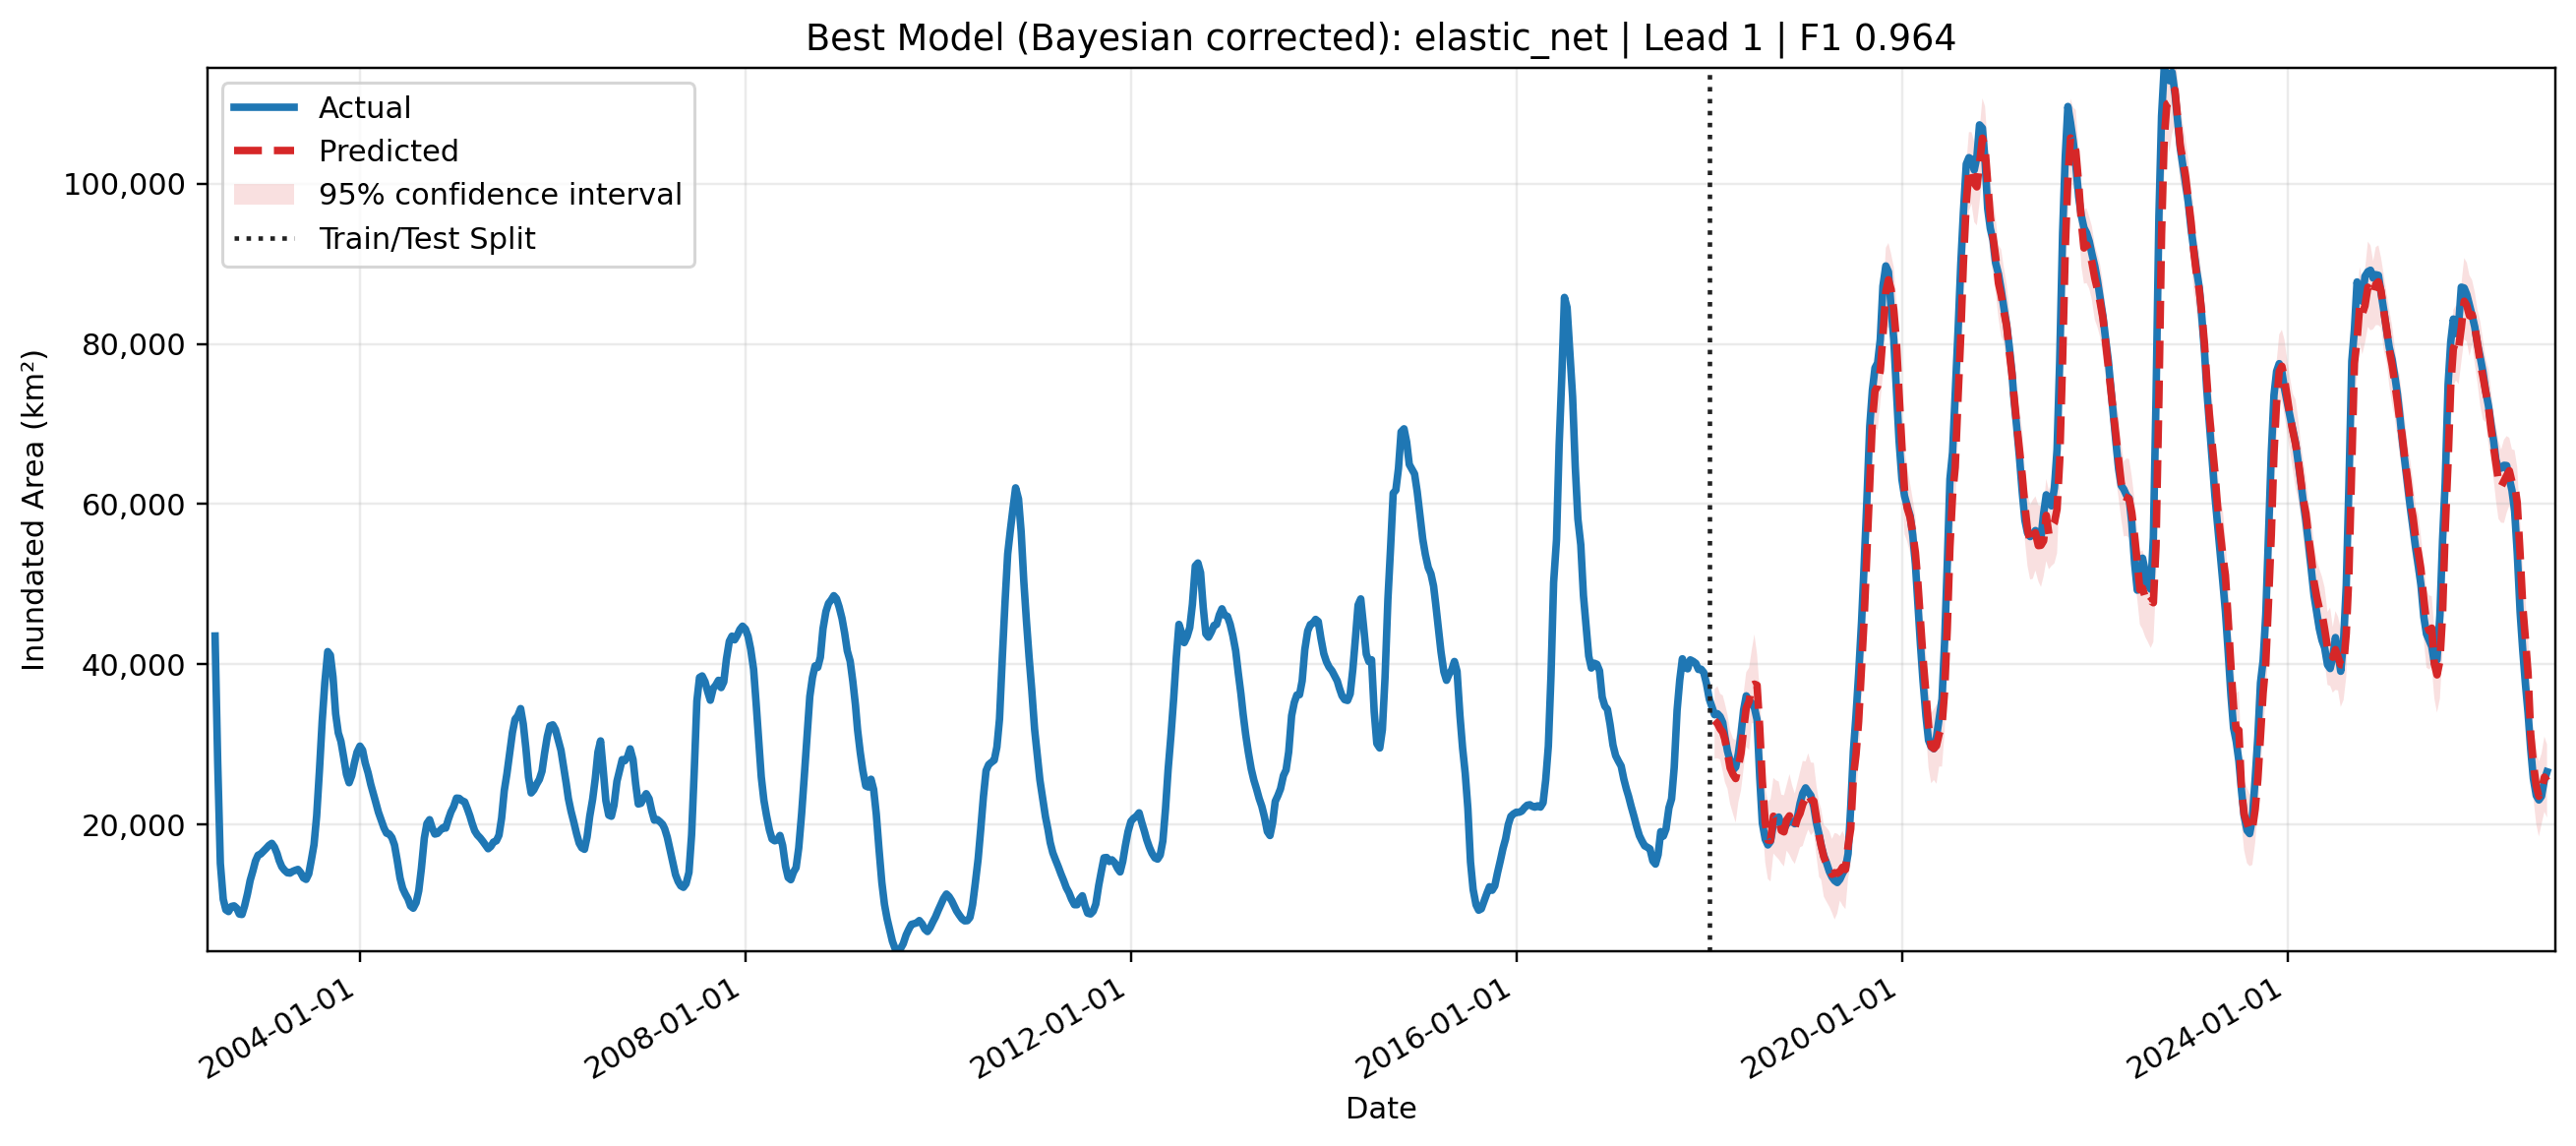 Best Model (Bayesian corrected): elastic_net | Lead 1 | F1 0.964
Actual
Predicted
95% confidence interval
Train/Test Split
100,000
80,000
60,000
40,000
20,000
Inundated Area (km²)
2004-01-01
2008-01-01
2012-01-01
2016-01-01
2020-01-01
2024-01-01
Date